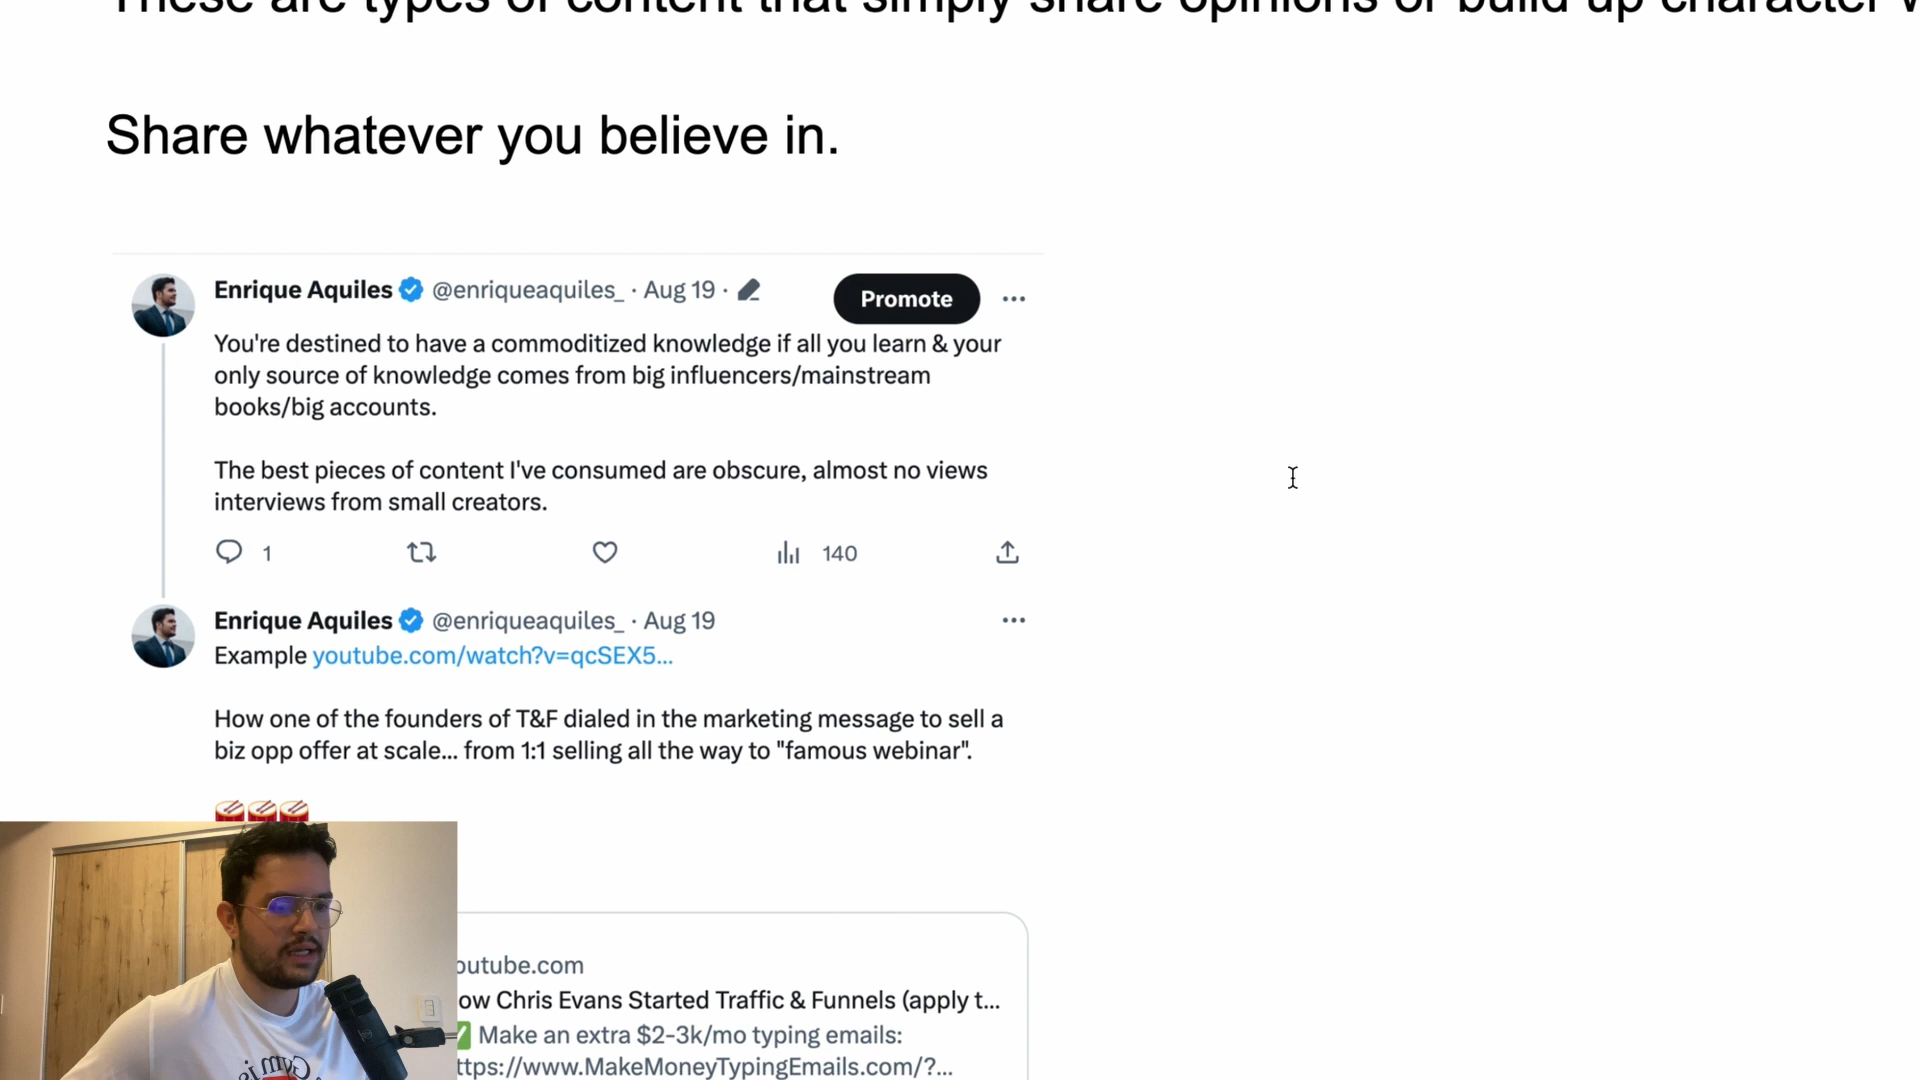 These are types of content that simply share opinions or build up character
Share whatever you believe in.
Enrique Aquiles @enriqueaquiles_ · Aug 19 ·
Promote
You're destined to have a commoditized knowledge if all you learn & your
only source of knowledge comes from big influencers/mainstream
books/big accounts.
The best pieces of content I've consumed are obscure, almost no views
interviews from small creators.
1 140
Enrique Aquiles @enriqueaquiles_ · Aug 19
Example youtube.com/watch?v=qcSEX5...
How one of the founders of T&F dialed in the marketing message to sell a
biz opp offer at scale... from 1:1 selling all the way to "famous webinar".
outube.com
ow Chris Evans Started Traffic & Funnels (apply t...
Make an extra $2-3k/mo typing emails:
ttps://www.MakeMoneyTypingEmails.com/?...